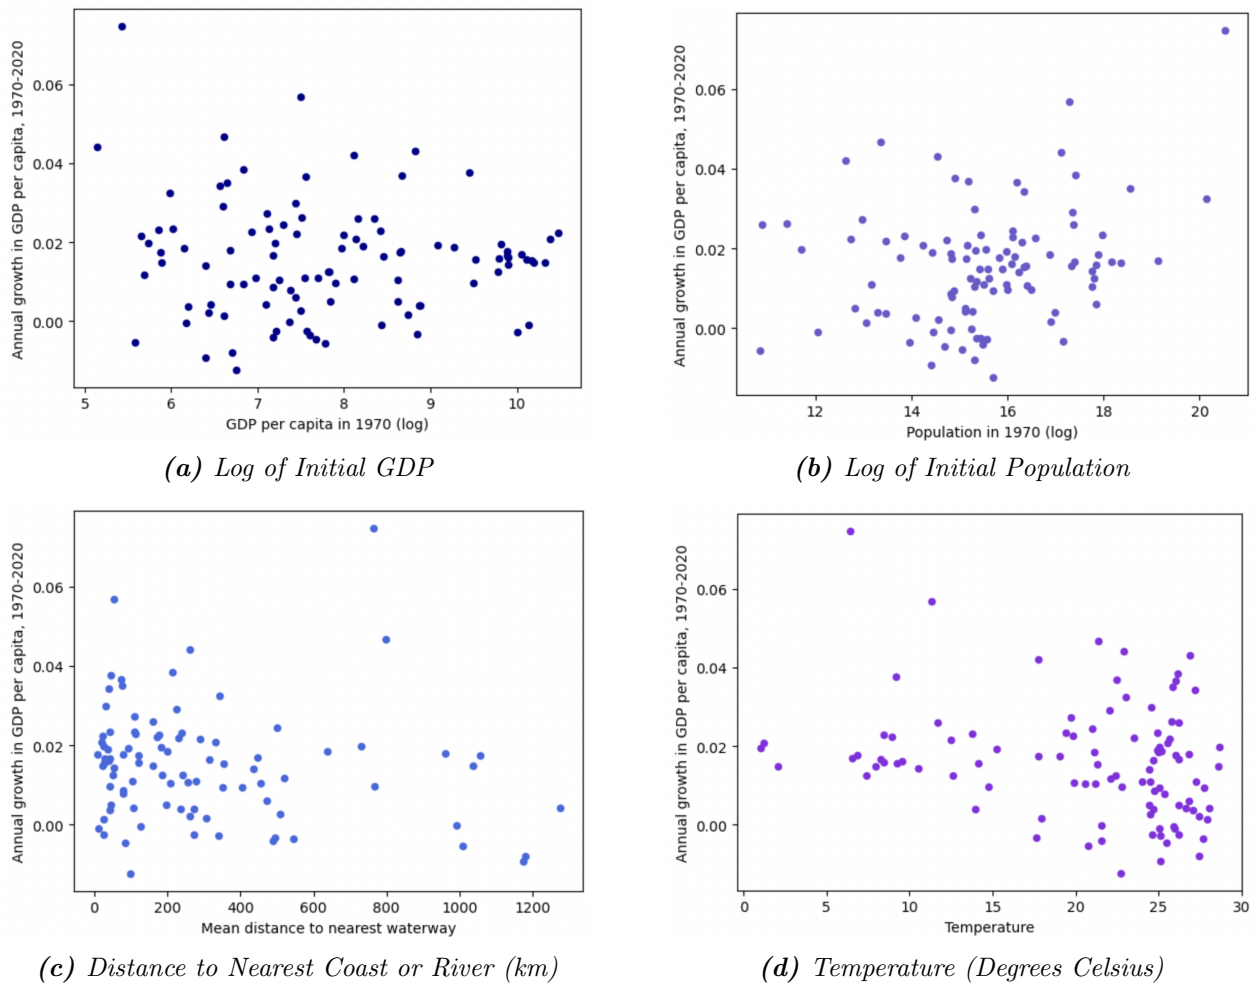 Annual growth in GDP per capita, 1970-2020
0.06
0.04
0.02
0.00
5 6 7 8 9 10
GDP per capita in 1970 (log)
(a) Log of Initial GDP
Annual growth in GDP per capita, 1970-2020
0.06
0.04
0.02
0.00
12 14 16 18 20
Population in 1970 (log)
(b) Log of Initial Population
Annual growth in GDP per capita, 1970-2020
0.06
0.04
0.02
0.00
0 200 400 600 800 1000 1200
Mean distance to nearest waterway
(c) Distance to Nearest Coast or River (km)
Annual growth in GDP per capita, 1970-2020
0.06
0.04
0.02
0.00
0 5 10 15 20 25 30
Temperature
(d) Temperature (Degrees Celsius)